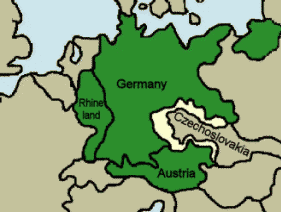 Germany
Rhine
land
Czechoslovakia
Austria